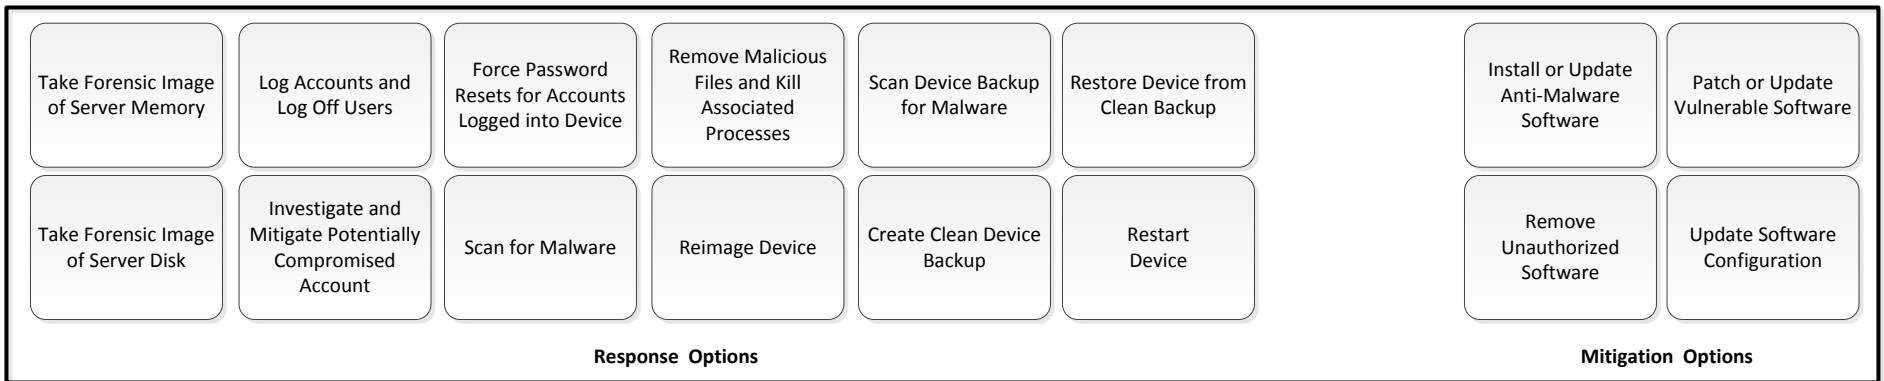 Take Forensic Image
of Server Memory
Log Accounts and
Log Off Users
Force Password
Resets for Accounts
Logged into Device
Remove Malicious
Files and Kill
Associated
Processes
Scan Device Backup
for Malware
Restore Device from
Clean Backup
Install or Update
Anti-Malware
Software
Patch or Update
Vulnerable Software
Take Forensic Image
of Server Disk
Investigate and
Mitigate Potentially
Compromised
Account
Scan for Malware
Reimage Device
Create Clean Device
Backup
Restart
Device
Remove
Unauthorized
Software
Update Software
Configuration
Response Options
Mitigation Options